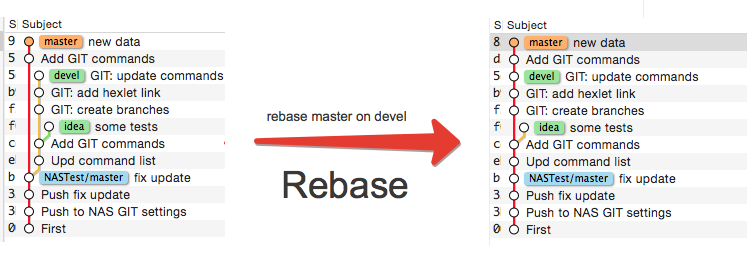 S Subject
9 master new data
5 Add GIT commands
5 devel GIT: update commands
b GIT: add hexlet link
f GIT: create branches
f idea some tests
c Add GIT commands
e Upd command list
b NASTest/master fix update
3 Push fix update
3 Push to NAS GIT settings
0 First
rebase master on devel
Rebase
S Subject
8 master new data
d Add GIT commands
5 devel GIT: update commands
b GIT: add hexlet link
f GIT: create branches
f idea some tests
c Add GIT commands
e Upd command list
b NASTest/master fix update
3 Push fix update
3 Push to NAS GIT settings
0 First